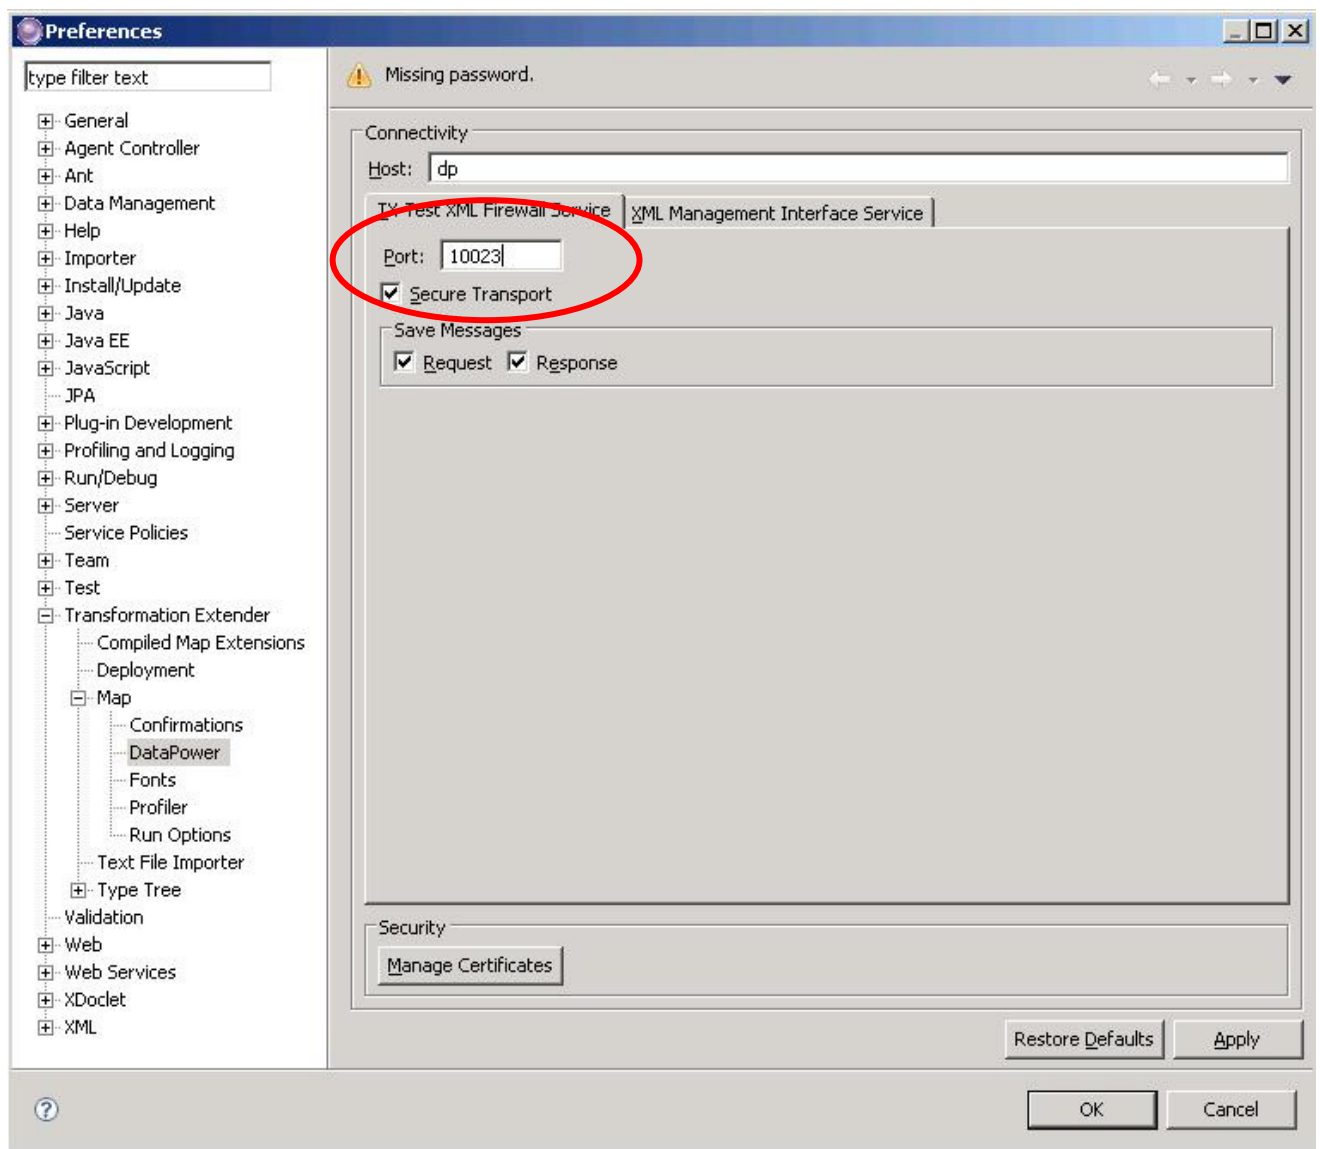 Preferences
type filter text
Missing password.
General
Agent Controller
Ant
Data Management
Help
Importer
Install/Update
Java
Java EE
JavaScript
JPA
Plug-in Development
Profiling and Logging
Run/Debug
Server
Service Policies
Team
Test
Transformation Extender
Compiled Map Extensions
Deployment
Map
Confirmations
DataPower
Fonts
Profiler
Run Options
Text File Importer
Type Tree
Validation
Web
Web Services
XDoclet
XML
Connectivity
Host: dp
TX Test XML Firewall Service XML Management Interface Service
Port: 10023
Secure Transport
Save Messages
Request Response
Security
Manage Certificates
Restore Defaults Apply
OK Cancel